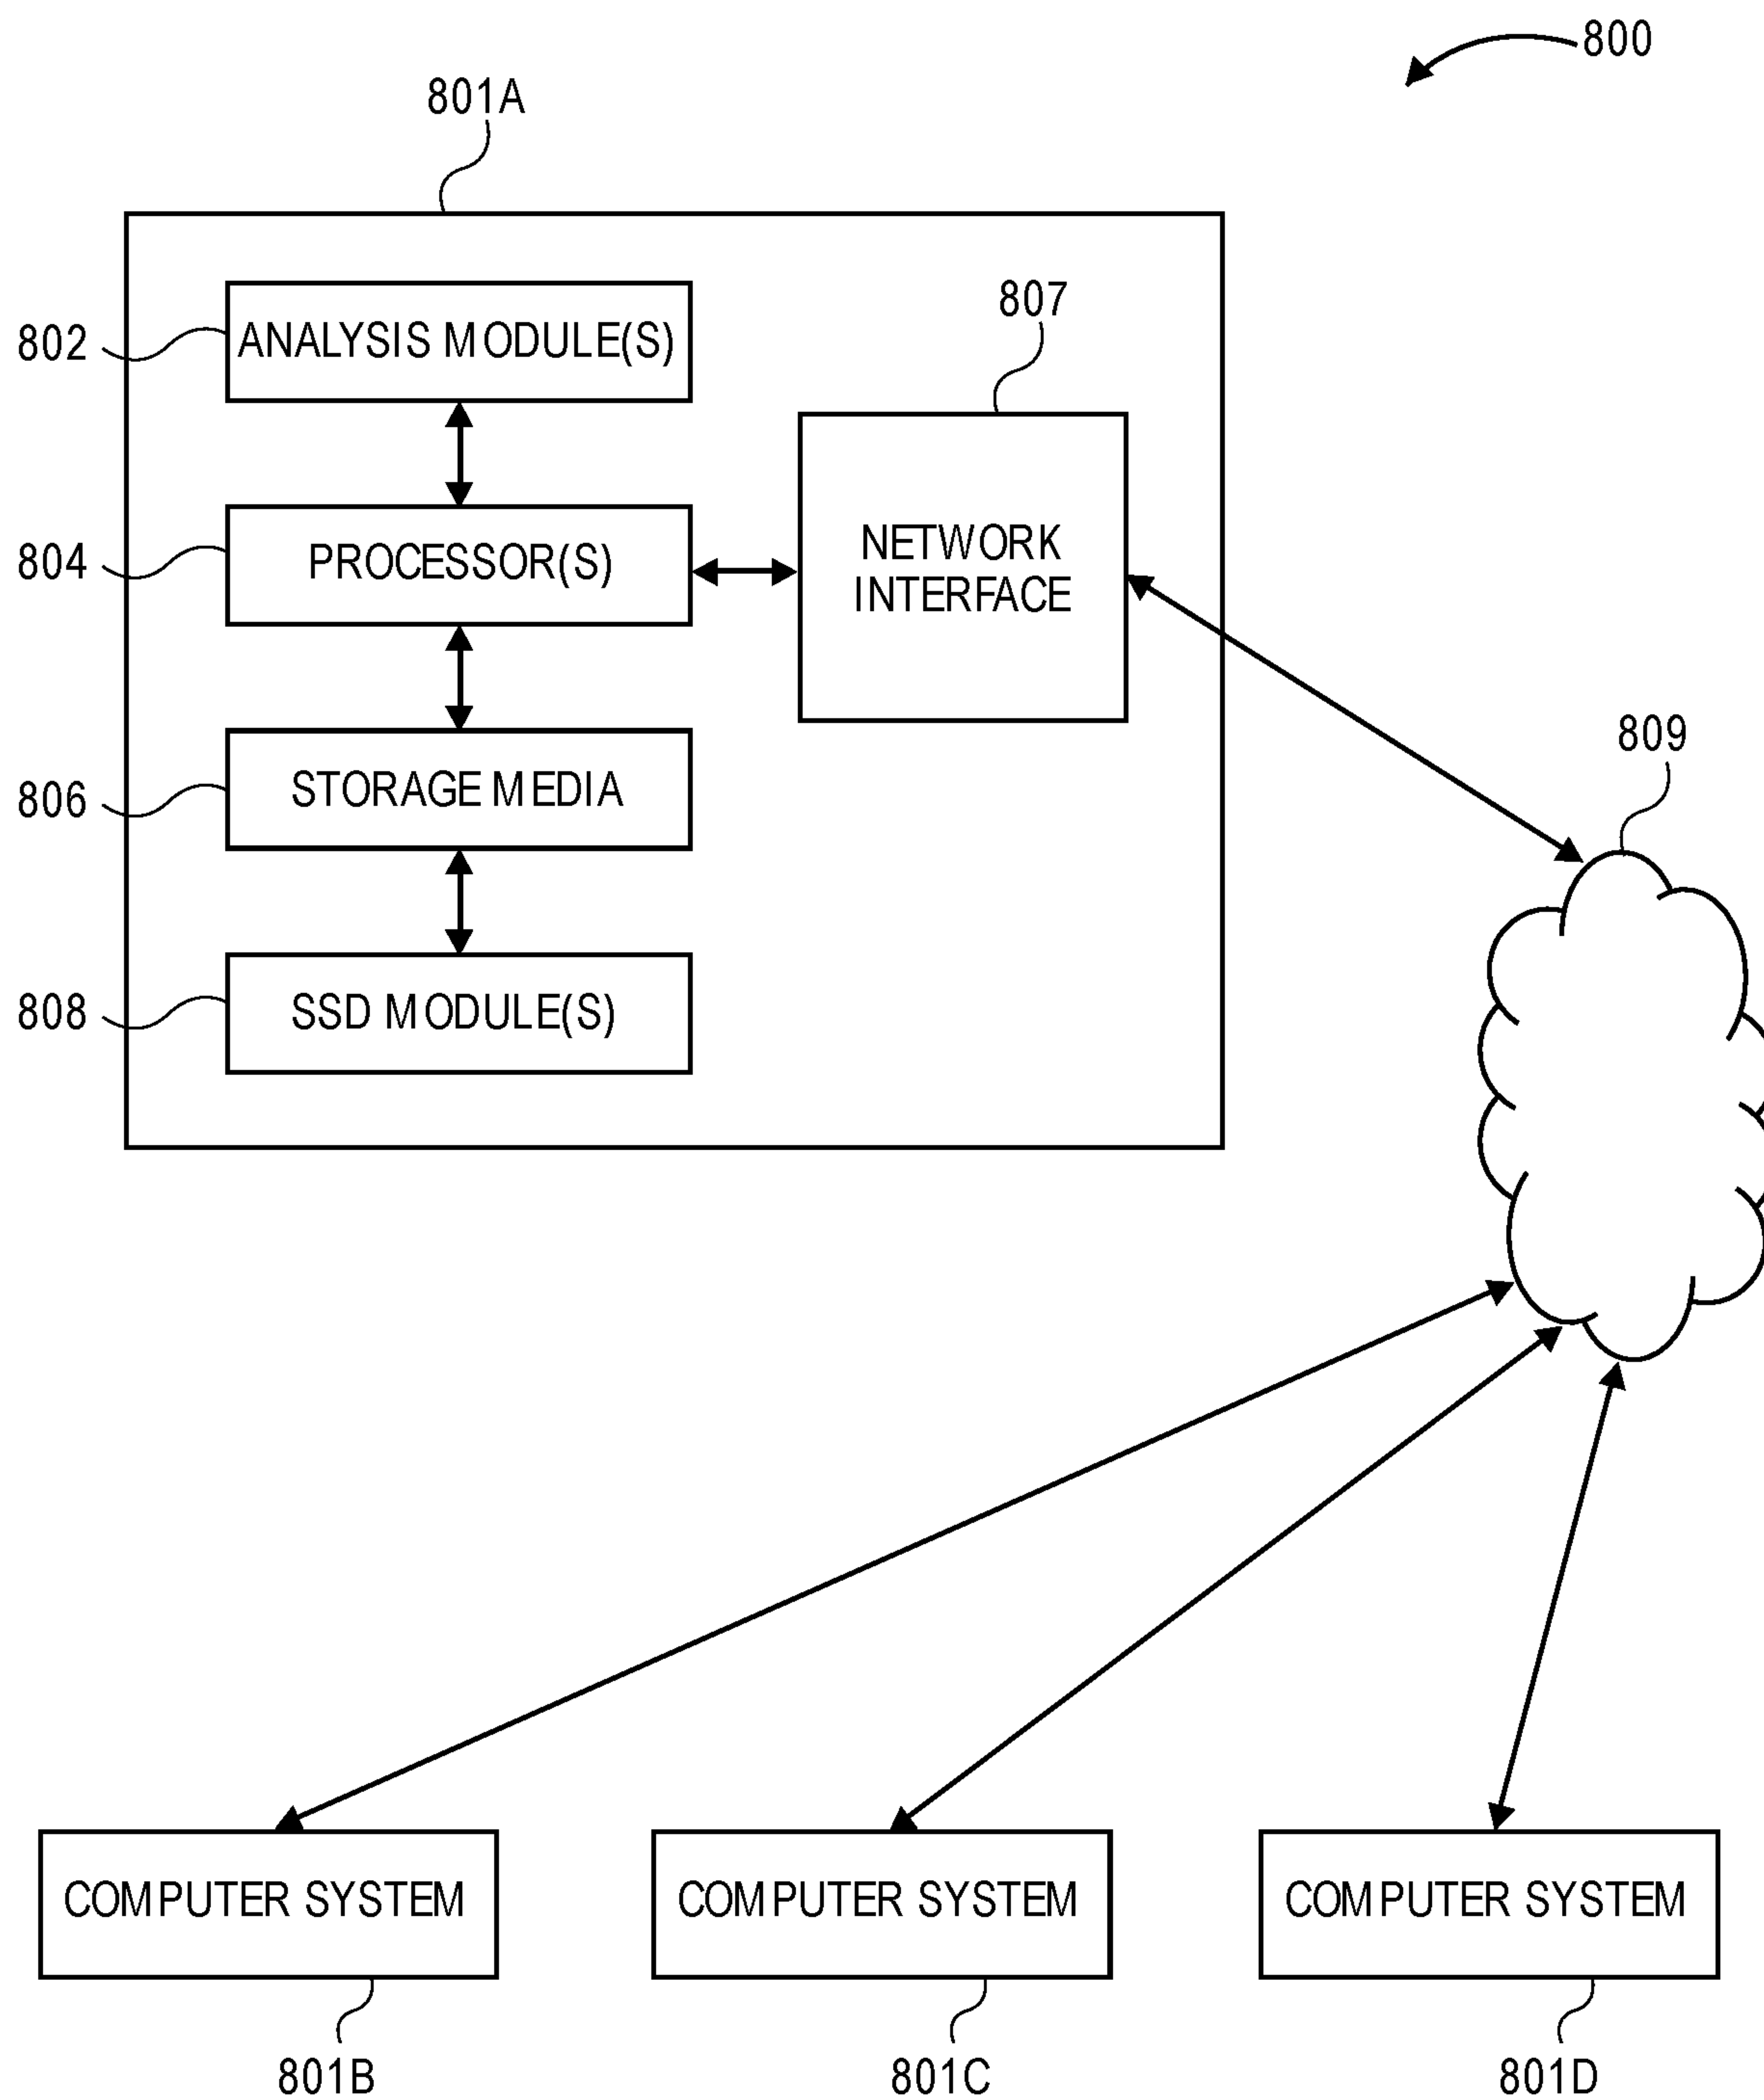 800
801A
802
ANALYSIS MODULE(S)
807
804
PROCESSOR(S)
NETWORK
INTERFACE
809
806
STORAGE MEDIA
808
SSD MODULE(S)
COMPUTER SYSTEM
COMPUTER SYSTEM
COMPUTER SYSTEM
801B
801C
801D